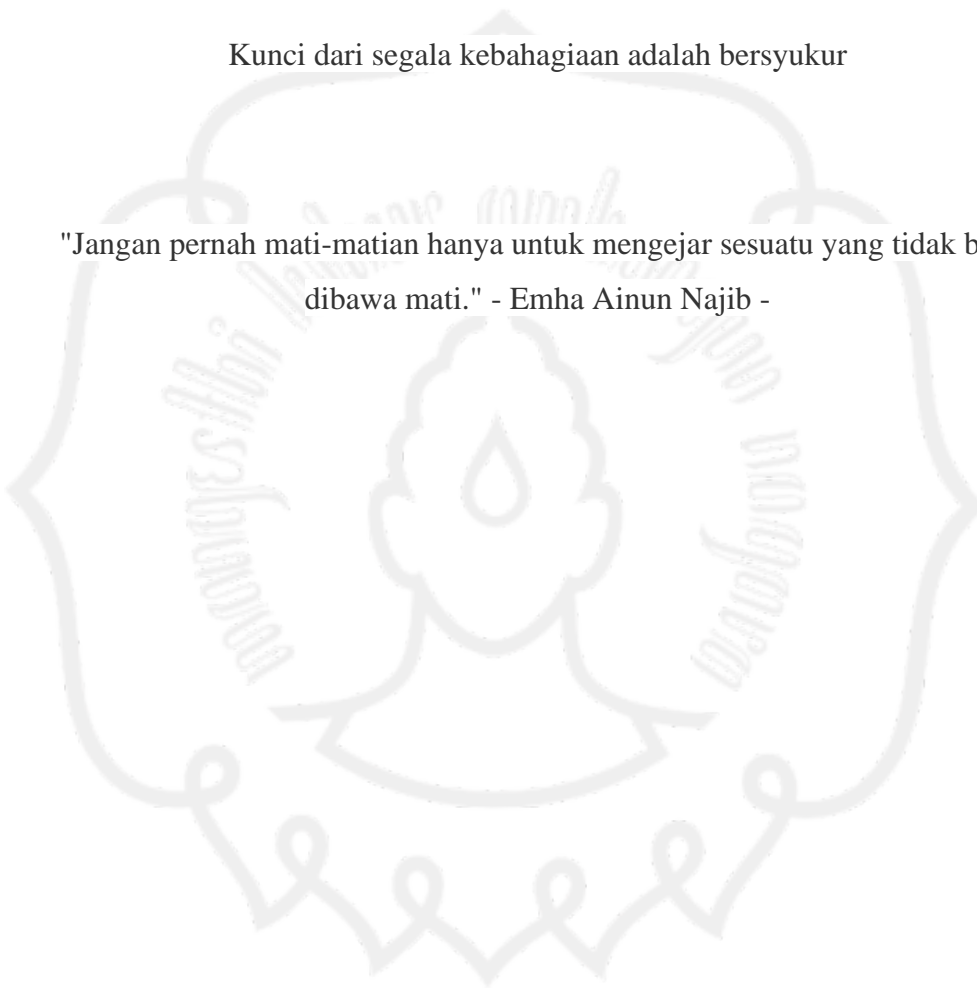 Kunci dari segala kebahagiaan adalah bersyukur
"Jangan pernah mati-matian hanya untuk mengejar sesuatu yang tidak b
dibawa mati." - Emha Ainun Najib -